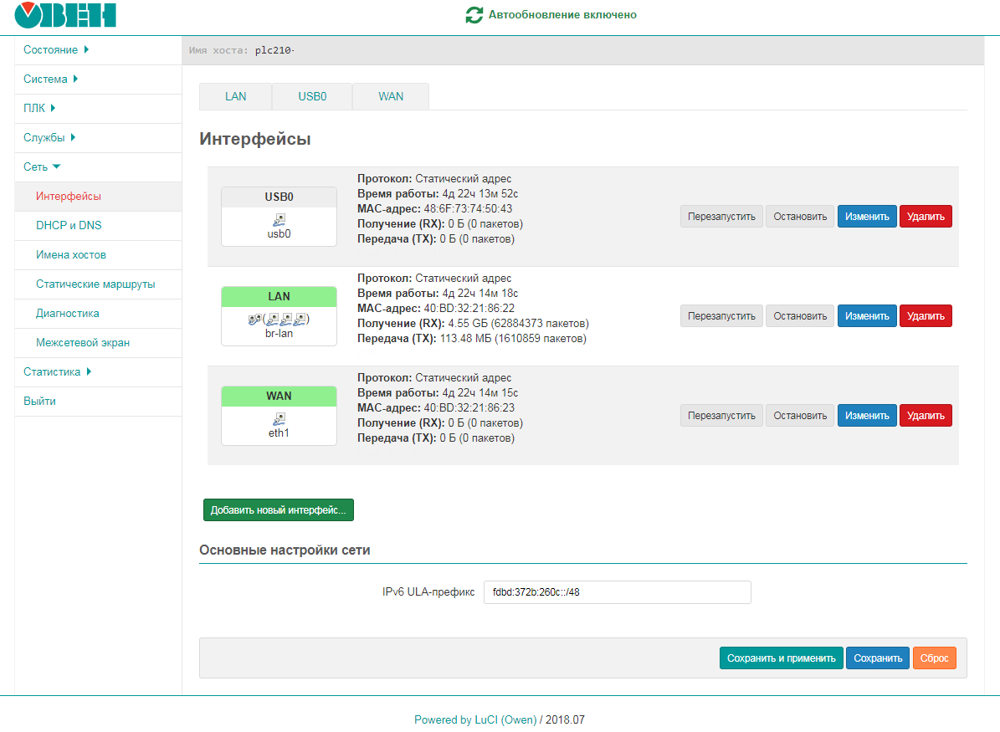 ОВЕН
Автообновление включено
Состояние
Система
ПЛК
Службы
Сеть
Интерфейсы
DHCP и DNS
Имена хостов
Статические маршруты
Диагностика
Межсетевой экран
Статистика
Выйти
Имя хоста: plc210-
LAN USB0 WAN
Интерфейсы
USB0
usb0
Протокол: Статический адрес
Время работы: 4д 22ч 13м 52с
MAC-адрес: 48:6F:73:74:50:43
Получение (RX): 0 Б (0 пакетов)
Передача (TX): 0 Б (0 пакетов)
Перезапустить Остановить Изменить Удалить
LAN
( )
br-lan
Протокол: Статический адрес
Время работы: 4д 22ч 14м 18с
MAC-адрес: 40:BD:32:21:86:22
Получение (RX): 4.55 ГБ (62884373 пакетов)
Передача (TX): 113.48 МБ (1610859 пакетов)
Перезапустить Остановить Изменить Удалить
WAN
eth1
Протокол: Статический адрес
Время работы: 4д 22ч 14м 15с
MAC-адрес: 40:BD:32:21:86:23
Получение (RX): 0 Б (0 пакетов)
Передача (TX): 0 Б (0 пакетов)
Перезапустить Остановить Изменить Удалить
Добавить новый интерфейс...
Основные настройки сети
IPv6 ULA-префикс fdbd:372b:260c::/48
Сохранить и применить Сохранить Сброс
Powered by LuCI (Owen) / 2018.07